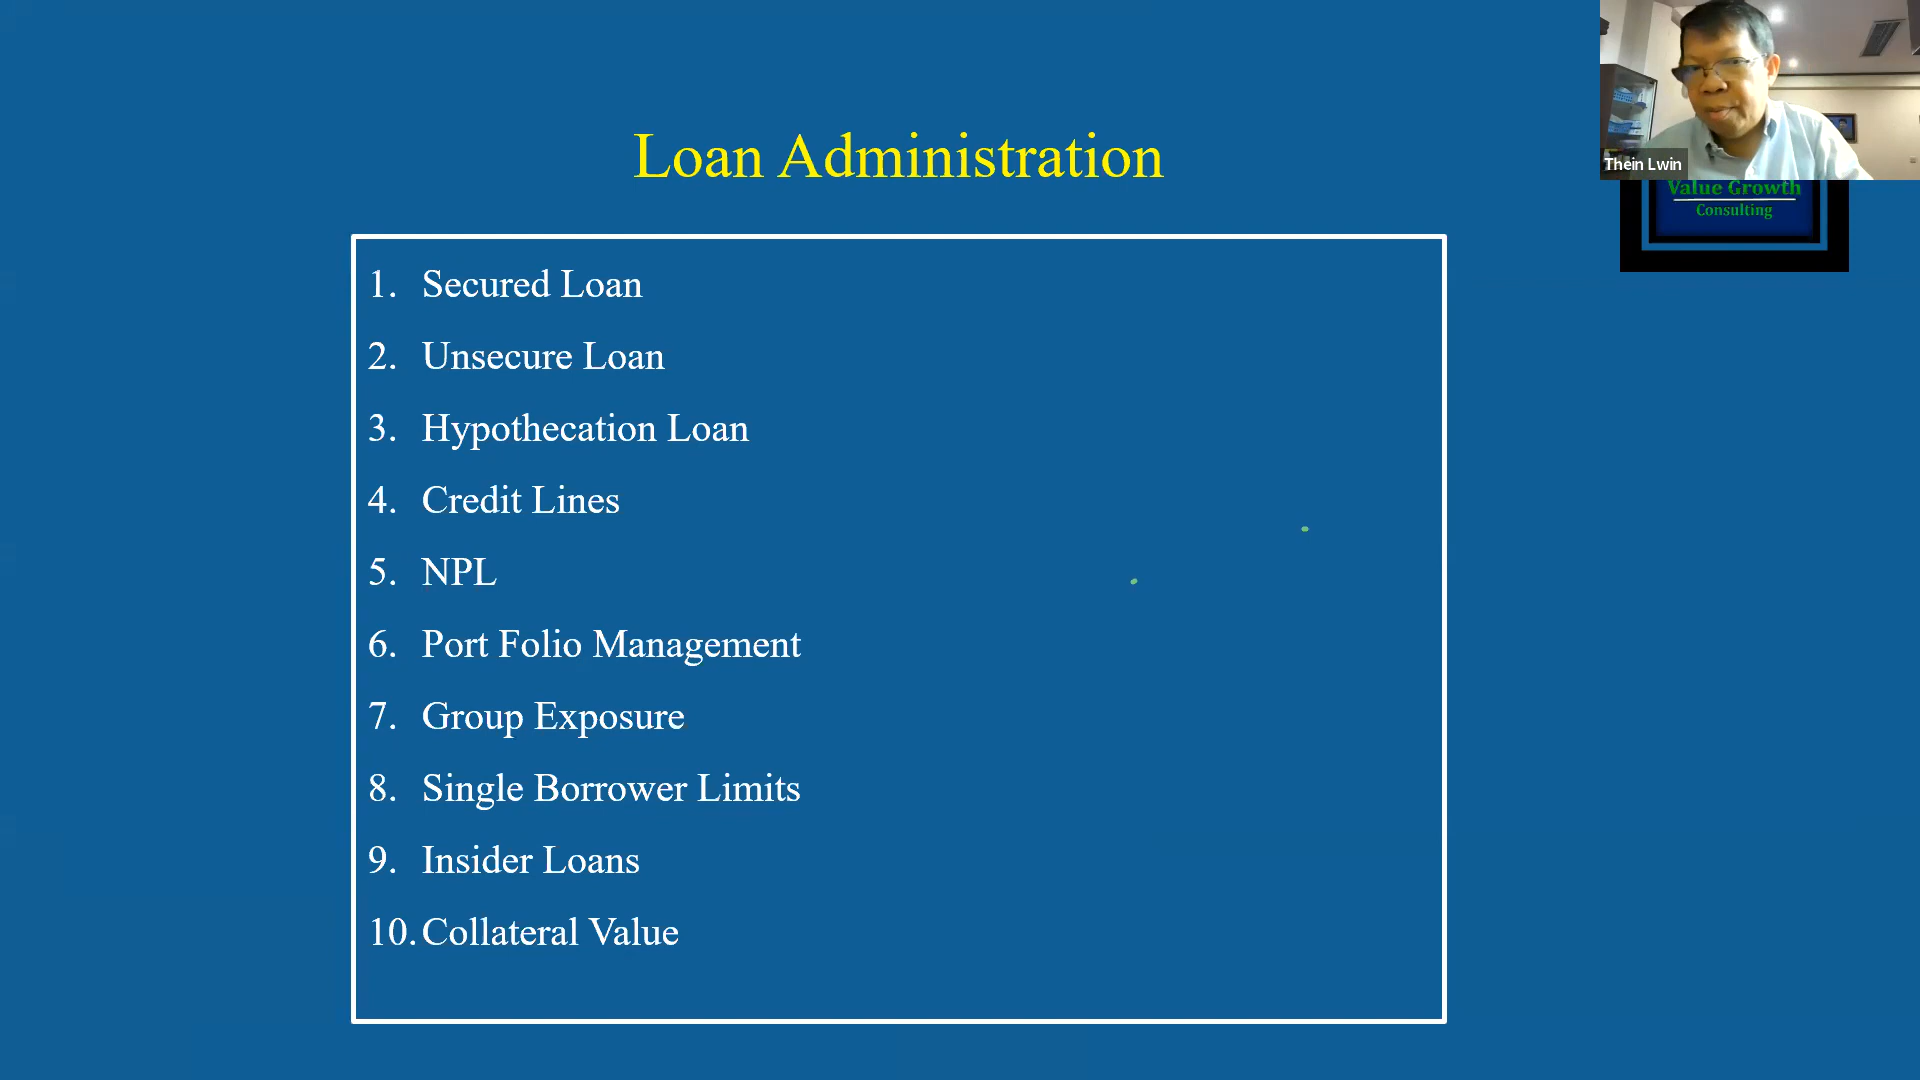 Loan Administration
1. Secured Loan
2. Unsecure Loan
3. Hypothecation Loan
4. Credit Lines
5. NPL
6. Port Folio Management
7. Group Exposure
8. Single Borrower Limits
9. Insider Loans
10. Collateral Value
Thein Lwin
Value Growth
Consulting